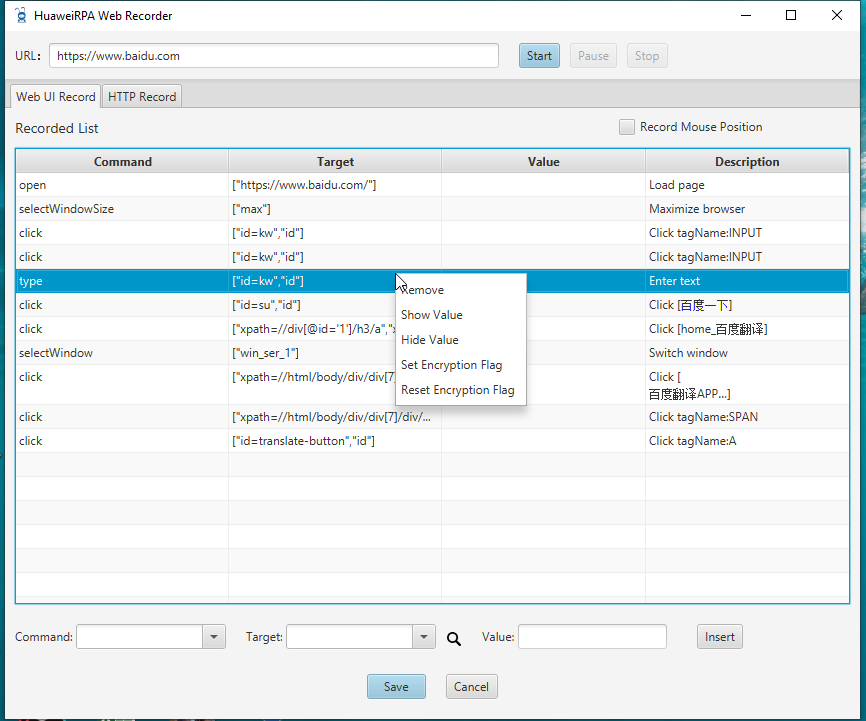 HuaweiRPA Web Recorder
URL: https://www.baidu.com Start Pause Stop
Web UI Record HTTP Record
Recorded List Record Mouse Position
Command Target Value Description
open ["https://www.baidu.com/"] Load page
selectWindowSize ["max"] Maximize browser
click ["id=kw","id"] Click tagName:INPUT
click ["id=kw","id"] Click tagName:INPUT
type ["id=kw","id"] Enter text
Remove
Show Value
Hide Value
Set Encryption Flag
Reset Encryption Flag
click ["id=su","id"] Click [百度一下]
click ["xpath=//div[@id='1']/h3/a","x Click [home_百度翻译]
selectWindow ["win_ser_1"] Switch window
click ["xpath=//html/body/div/div[7] Click [
百度翻译APP...]
click ["xpath=//html/body/div/div[7]/div/... Click tagName:SPAN
click ["id=translate-button","id"] Click tagName:A
Command: Target: Value: Insert
Save Cancel